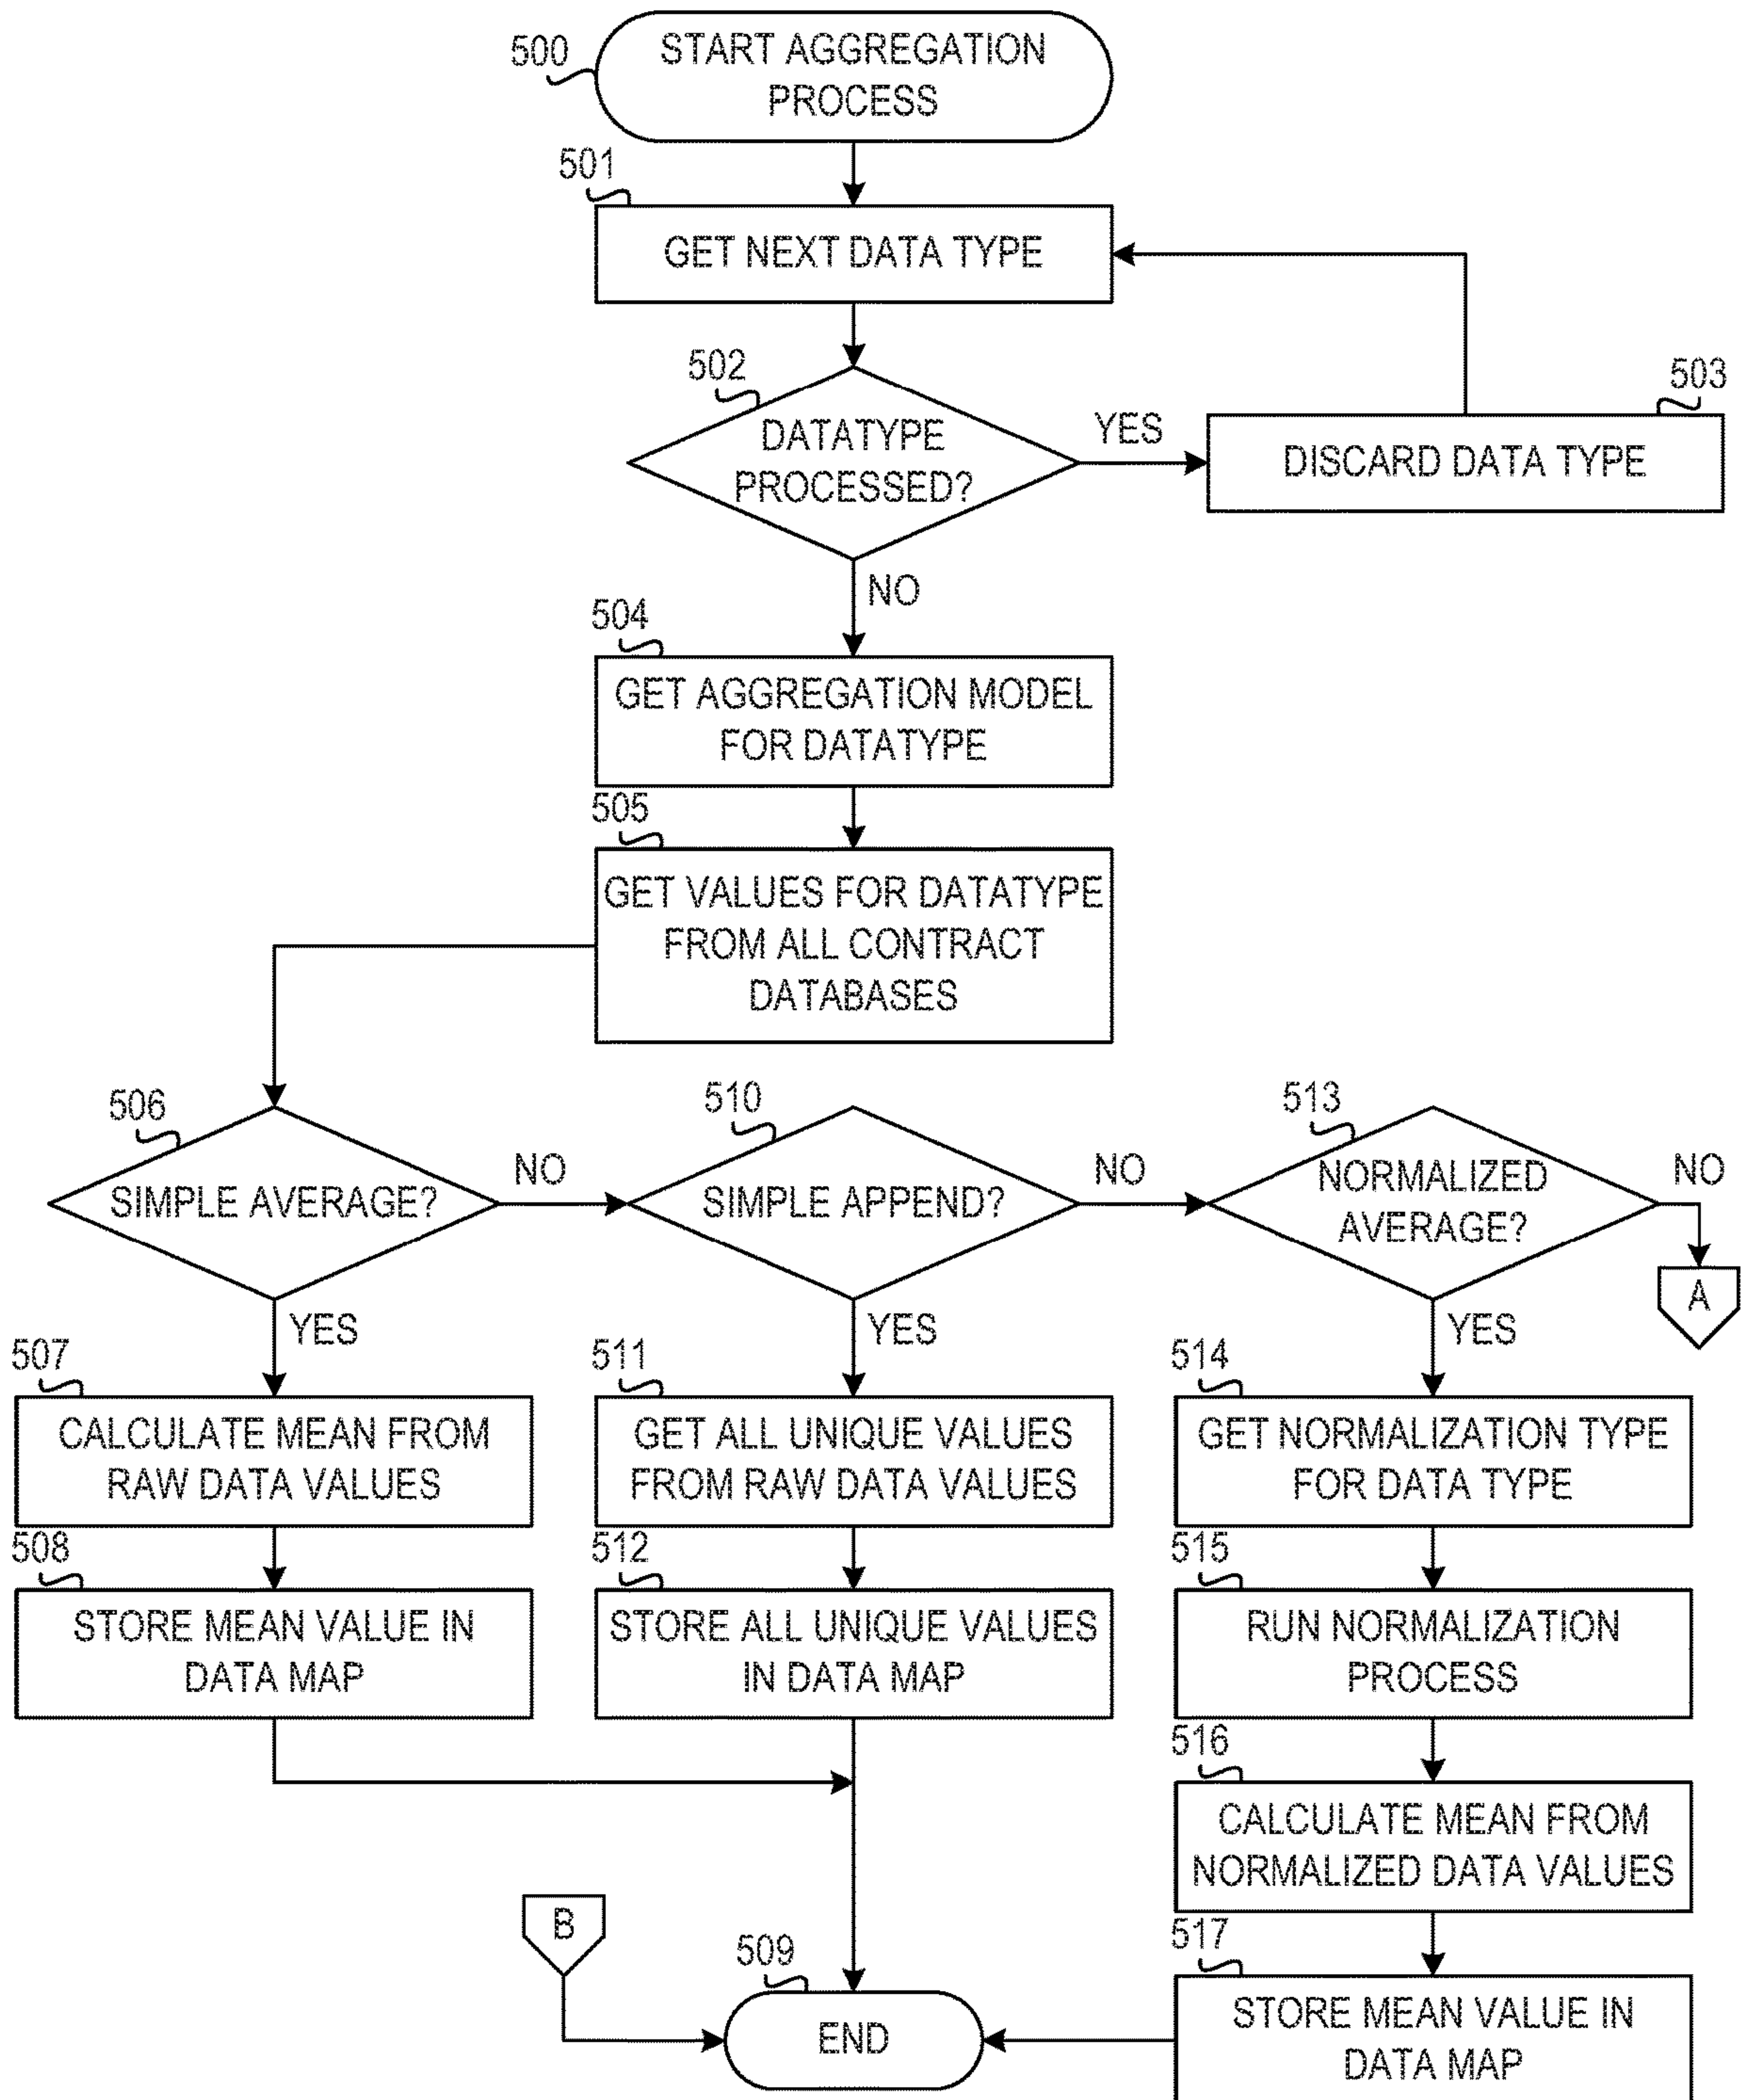 500
START AGGREGATION
PROCESS
501
GET NEXT DATA TYPE
502
DATATYPE
PROCESSED?
YES
503
DISCARD DATA TYPE
NO
504
GET AGGREGATION MODEL
FOR DATATYPE
505
GET VALUES FOR DATATYPE
FROM ALL CONTRACT
DATABASES
506
SIMPLE AVERAGE?
NO
510
SIMPLE APPEND?
NO
513
NORMALIZED
AVERAGE?
NO
A
YES
YES
YES
507
CALCULATE MEAN FROM
RAW DATA VALUES
511
GET ALL UNIQUE VALUES
FROM RAW DATA VALUES
514
GET NORMALIZATION TYPE
FOR DATA TYPE
508
STORE MEAN VALUE IN
DATA MAP
512
STORE ALL UNIQUE VALUES
IN DATA MAP
515
RUN NORMALIZATION
PROCESS
516
CALCULATE MEAN FROM
NORMALIZED DATA VALUES
B
509
END
517
STORE MEAN VALUE IN
DATA MAP